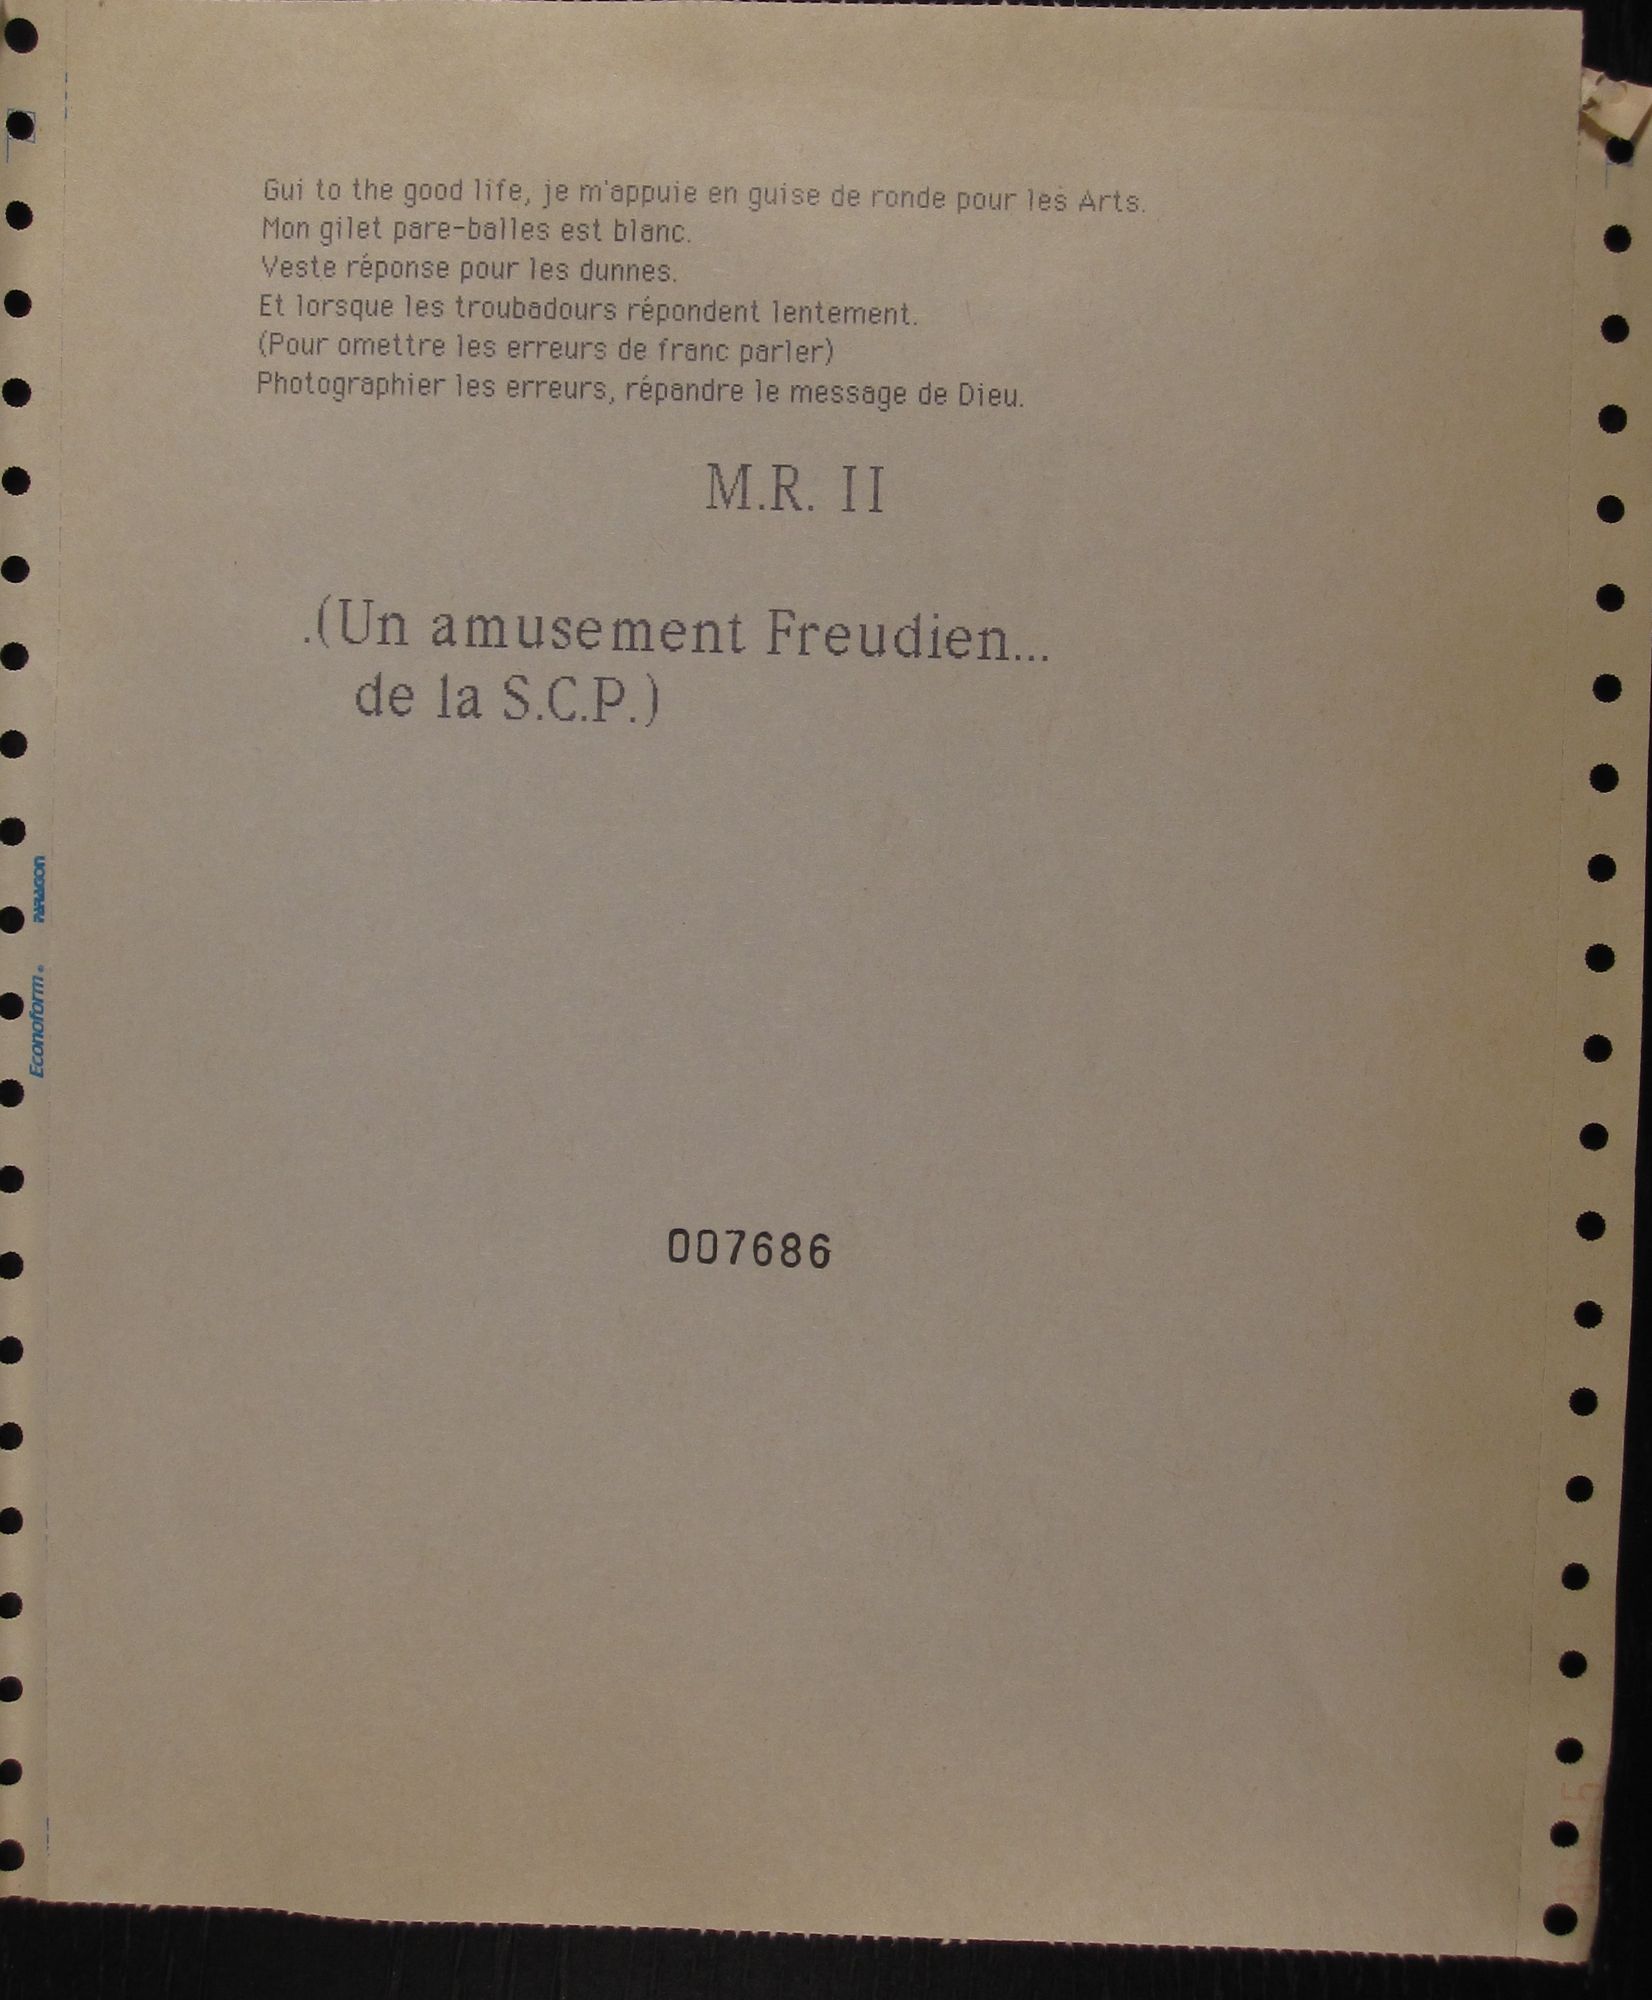 Gui to the good life, je m'appuie en guise de ronde pour les Arts.
Mon gilet pare-balles est blanc.
Veste réponse pour les dunnes.
Et lorsque les troubadours répondent lentement.
(Pour omettre les erreurs de franc parler)
Photographier les erreurs, répandre le message de Dieu.
M.R. II
.(Un amusement Freudien...
de la S.C.P.)
Econoform. PARAGON
007686